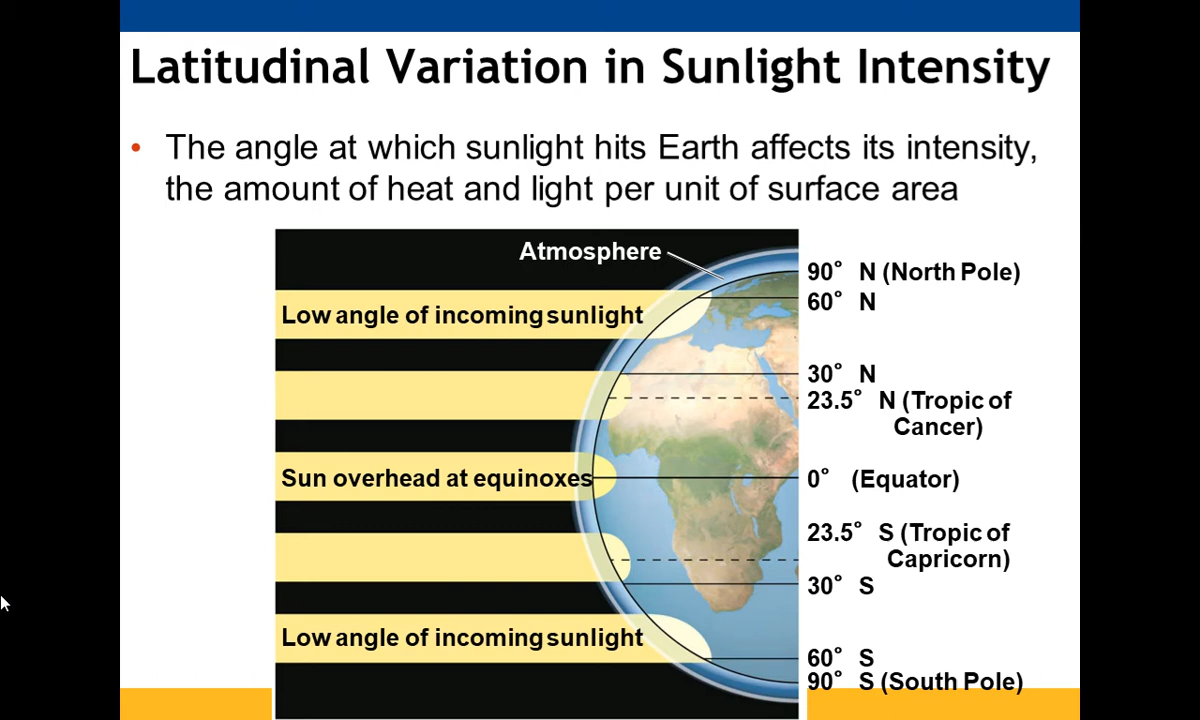 Latitudinal Variation in Sunlight Intensity
• The angle at which sunlight hits Earth affects its intensity,
the amount of heat and light per unit of surface area
Atmosphere
90° N (North Pole)
60° N
Low angle of incoming sunlight
30° N
23.5° N (Tropic of
Cancer)
Sun overhead at equinoxes
0° (Equator)
23.5° S (Tropic of
Capricorn)
30° S
Low angle of incoming sunlight
60° S
90° S (South Pole)